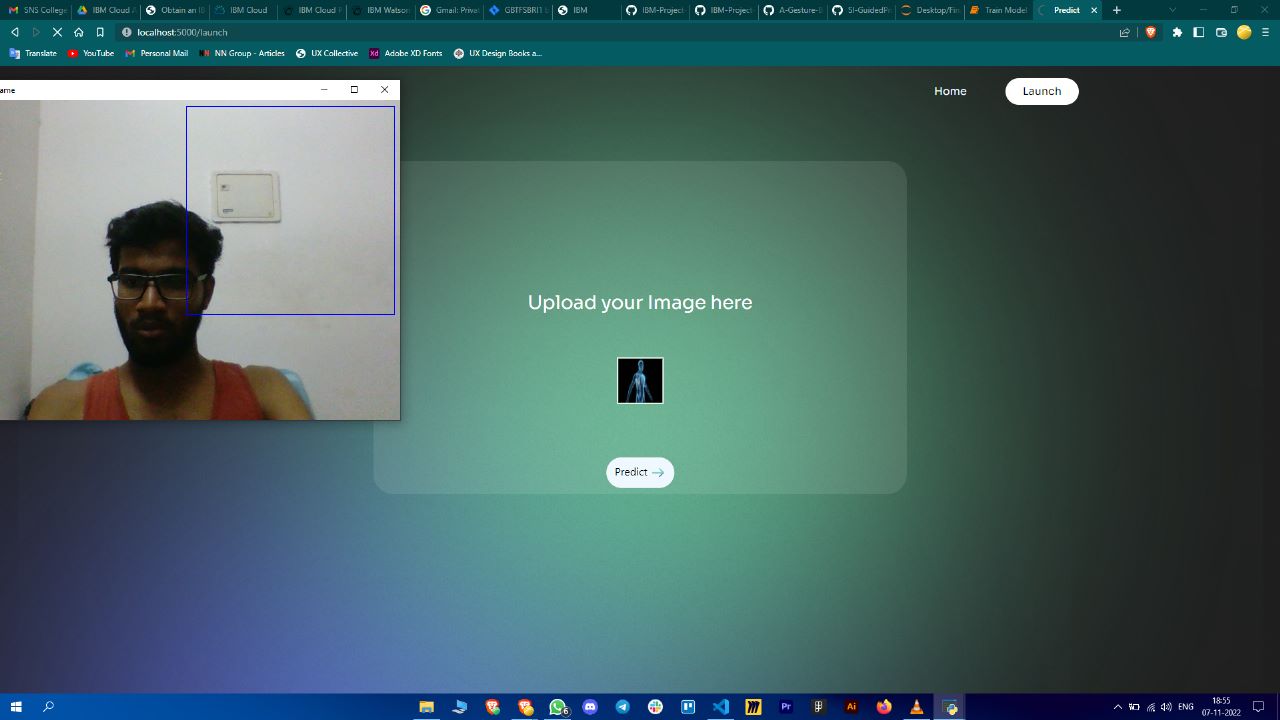 SNS College
IBM Cloud A
Obtain an IB
IBM Cloud
IBM Cloud P
IBM Watson
Gmail: Privat
GBTFSBRI1 b
IBM
IBM-Project
IBM-Project
A-Gesture-B
SI-GuidedPr
Desktop/Fin
Train Model
Predict
localhost:5000/launch
Translate
YouTube
Personal Mail
NN Group - Articles
UX Collective
Adobe XD Fonts
UX Design Books a...
ame
Home
Launch
Upload your Image here
Predict
ENG
18:55
07-11-2022